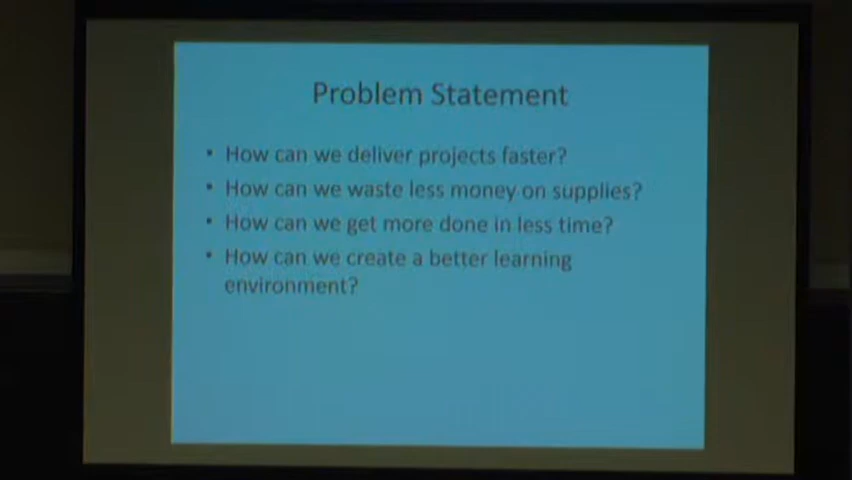 Problem Statement
• How can we deliver projects faster?
• How can we waste less money on supplies?
• How can we get more done in less time?
• How can we create a better learning
environment?